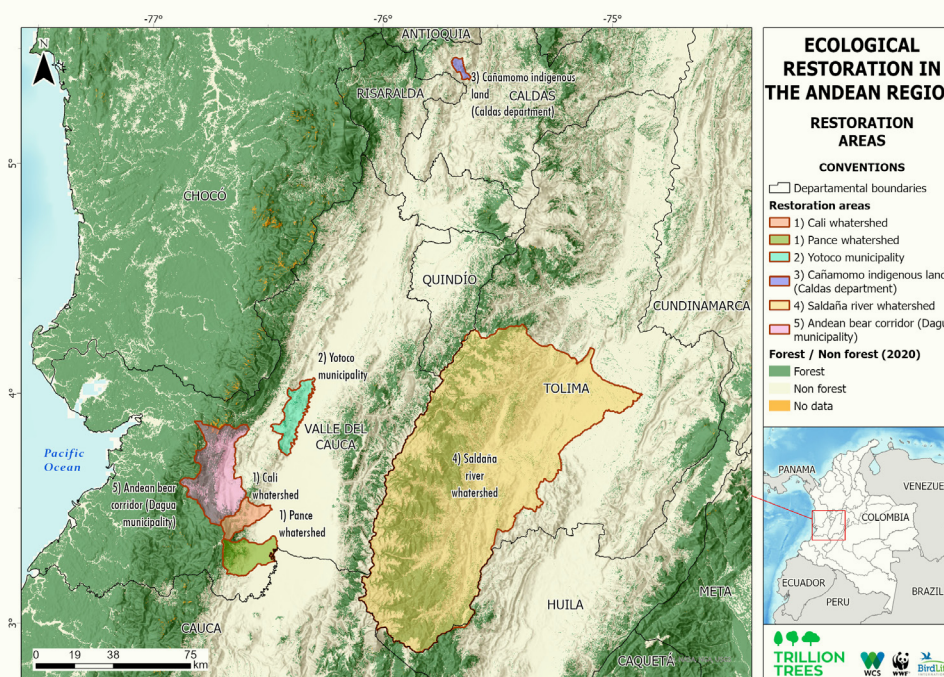 -77°
-76°
-75°
5°
4°
3°
N
ANTIOQUIA
RISARALDA
3) Cañamomo indigenous
land
(Caldas department)
CALDAS
CHOCÓ
QUINDÍO
CUNDINAMARCA
2) Yotoco
municipality
TOLIMA
VALLE DEL
CAUCA
Pacific
Ocean
4) Saldaña
river
whatershed
1) Cali
whatershed
5) Andean bear
corridor (Dagua
municipality)
1) Pance
whatershed
HUILA
META
CAUCA
CAQUETÁ
0 19 38 75
km
ECOLOGICAL
RESTORATION IN
THE ANDEAN REGIO
RESTORATION
AREAS
CONVENTIONS
Departamental boundaries
Restoration areas
1) Cali whatershed
1) Pance whatershed
2) Yotoco municipality
3) Cañamomo indigenous land
(Caldas department)
4) Saldaña river whatershed
5) Andean bear corridor (Dagu
municipality)
Forest / Non forest (2020)
Forest
Non forest
No data
PANAMA
VENEZUE
COLOMBIA
ECUADOR
PERU
BRAZIL
TRILLION
TREES
WCS
WWF
BirdLife